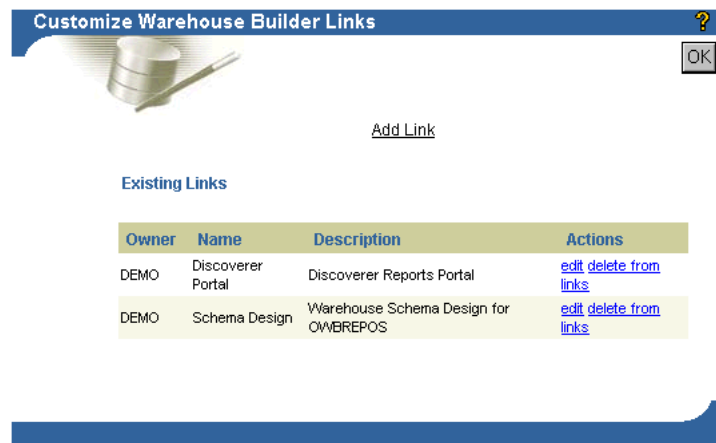 Customize Warehouse Builder Links
?
OK
Add Link
Existing Links
Owner Name Description Actions
DEMO Discoverer Portal Discoverer Reports Portal edit delete from links
DEMO Schema Design Warehouse Schema Design for OWBREPOS edit delete from links